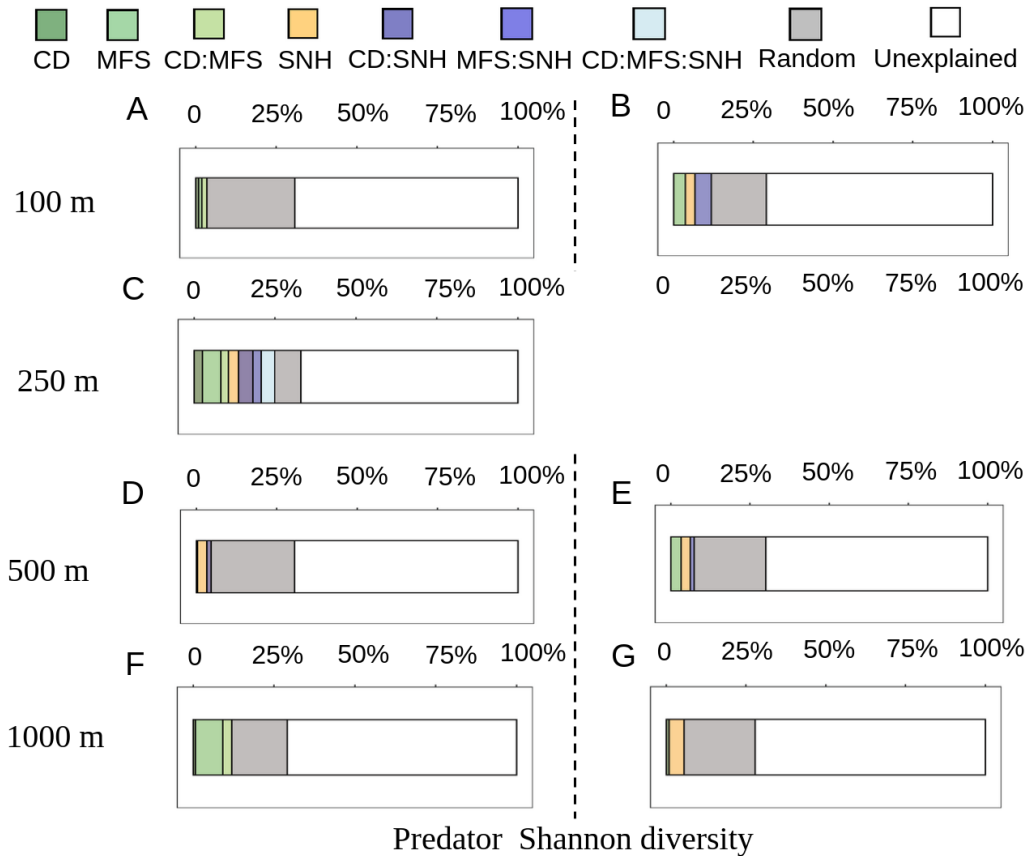 CD MFS CD:MFS SNH CD:SNH MFS:SNH CD:MFS:SNH Random Unexplained
A 0 25% 50% 75% 100% B 0 25% 50% 75% 100%
100 m
C 0 25% 50% 75% 100% 0 25% 50% 75% 100%
250 m
D 0 25% 50% 75% 100% E 0 25% 50% 75% 100%
500 m
F 0 25% 50% 75% 100% G 0 25% 50% 75% 100%
1000 m
Predator Shannon diversity